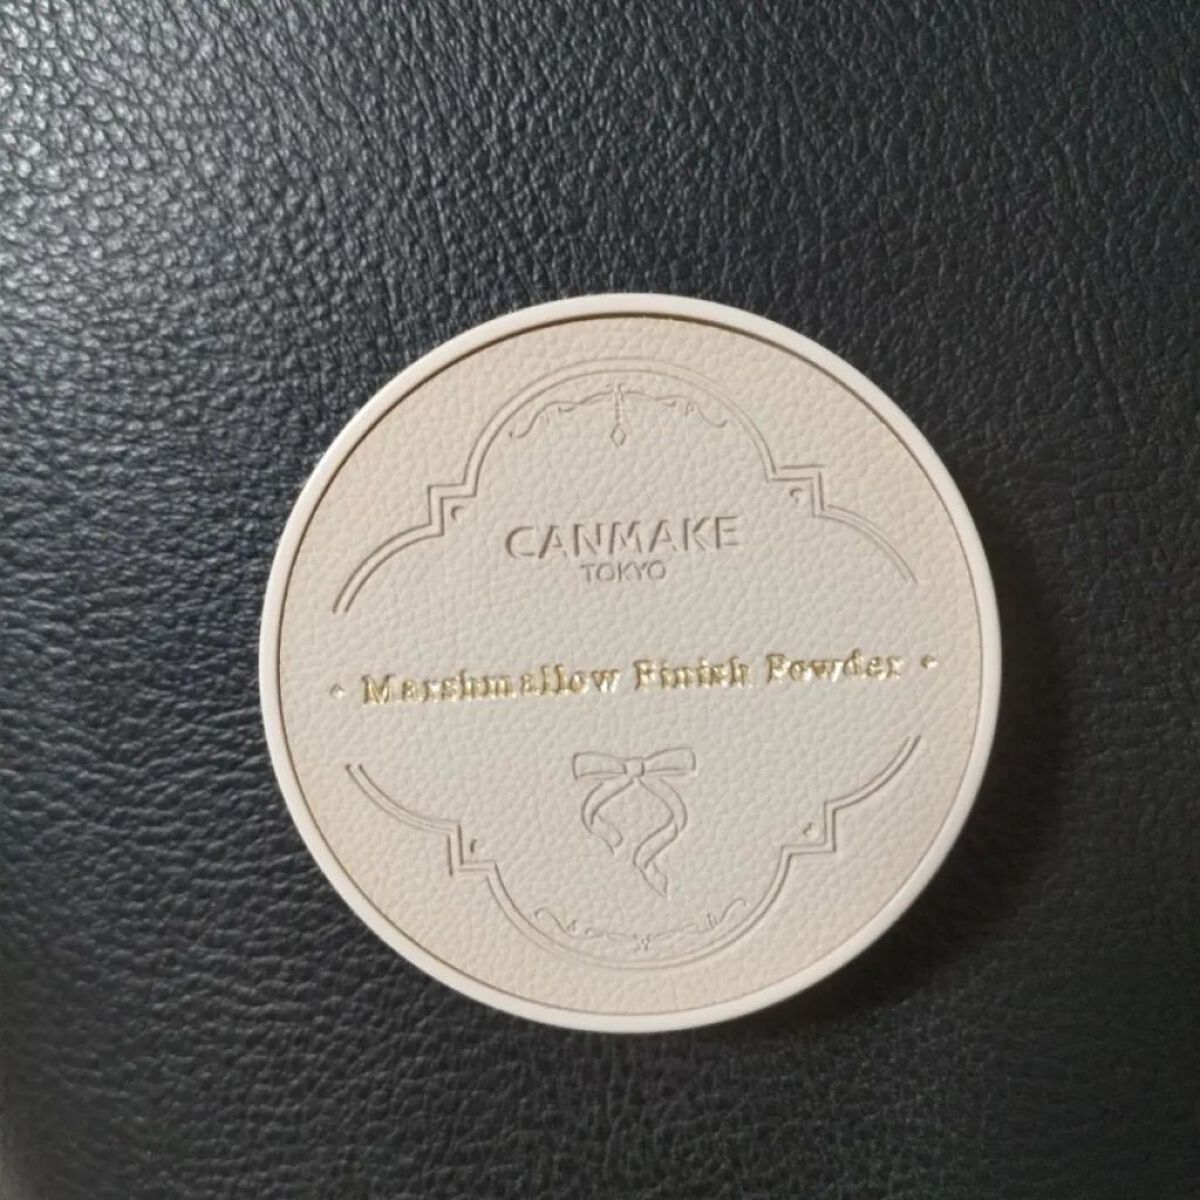 CANMAKE
TOKYO
• Marshmallow Finish Powder •